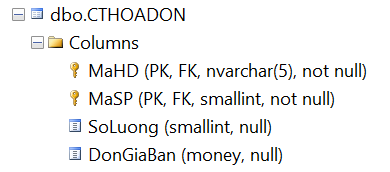 dbo.CTHOADON
Columns
MaHD (PK, FK, nvarchar(5), not null)
MaSP (PK, FK, smallint, not null)
SoLuong (smallint, null)
DonGiaBan (money, null)